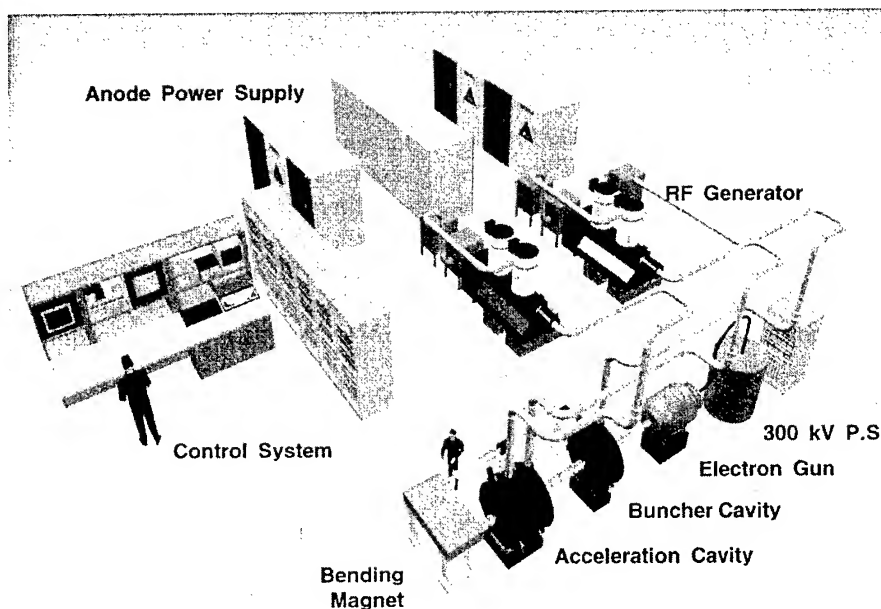 Anode Power Supply
RF Generator
300 kV P.S
Control System
Electron Gun
Buncher Cavity
Acceleration Cavity
Bending
Magnet